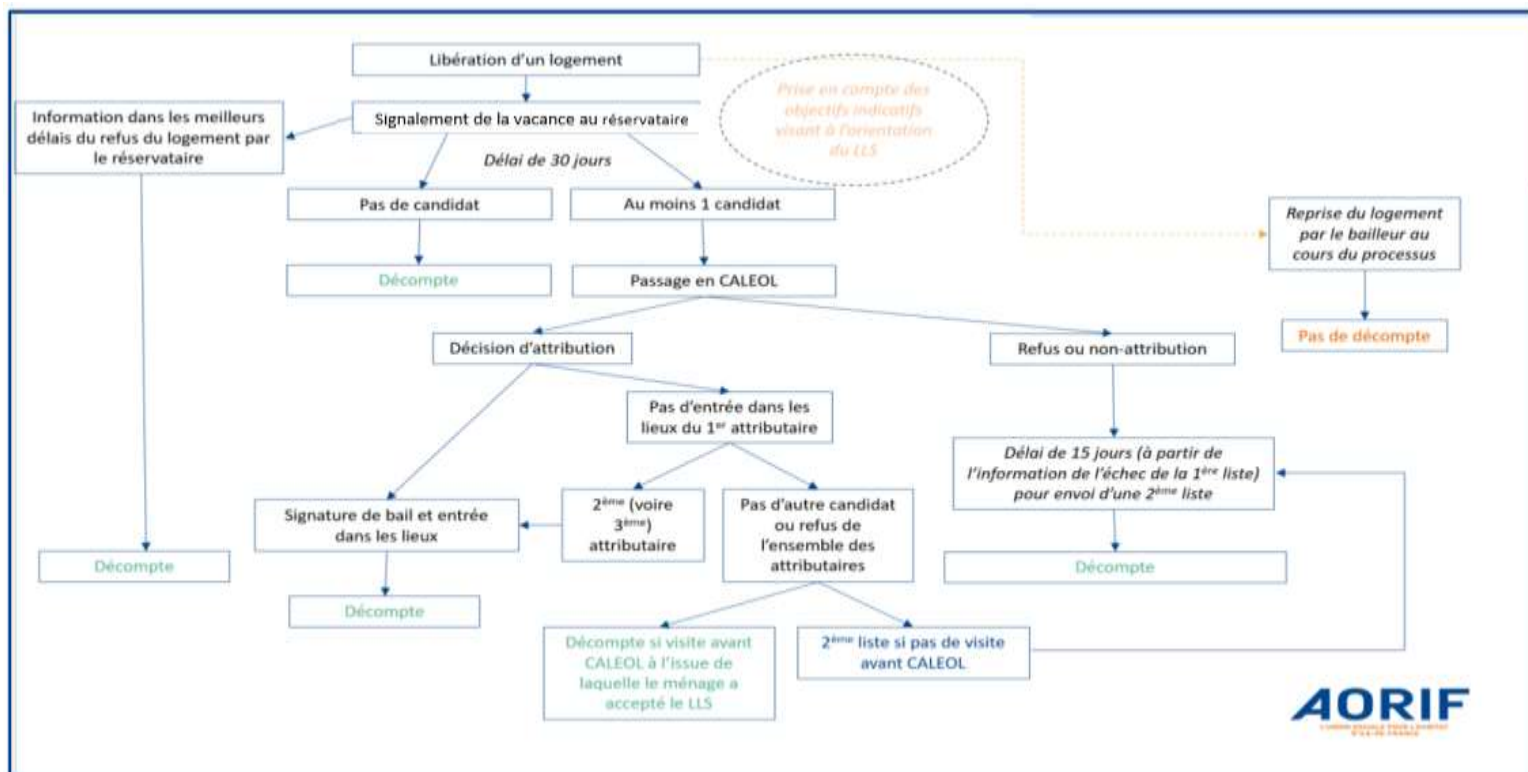 Libération d'un logement
Prise en compte des
objectifs indicatifs
visant à l'orientation
du LLS
Information dans les meilleurs
délais du refus du logement par
le réservataire
Signalement de la vacance au réservataire
Délai de 30 jours
Pas de candidat
Au moins 1 candidat
Reprise du logement
par le bailleur au
cours du processus
Décompte
Passage en CALEOL
Pas de décompte
Décision d'attribution
Refus ou non-attribution
Pas d'entrée dans les
lieux du 1er attributaire
Délai de 15 jours (à partir de
l'information de l'échec de la 1ère liste)
pour envoi d'une 2ème liste
Signature de bail et entrée
dans les lieux
2ème (voire
3ème)
attributaire
Pas d'autre candidat
ou refus de
l'ensemble des
attributaires
Décompte
Décompte
Décompte
Décompte si visite avant
CALEOL à l'issue de
laquelle le ménage a
accepté le LLS
2ème liste si pas de visite
avant CALEOL
AORIF
L'UNION SOCIALE POUR L'HABITAT
D'ILE-DE-FRANCE